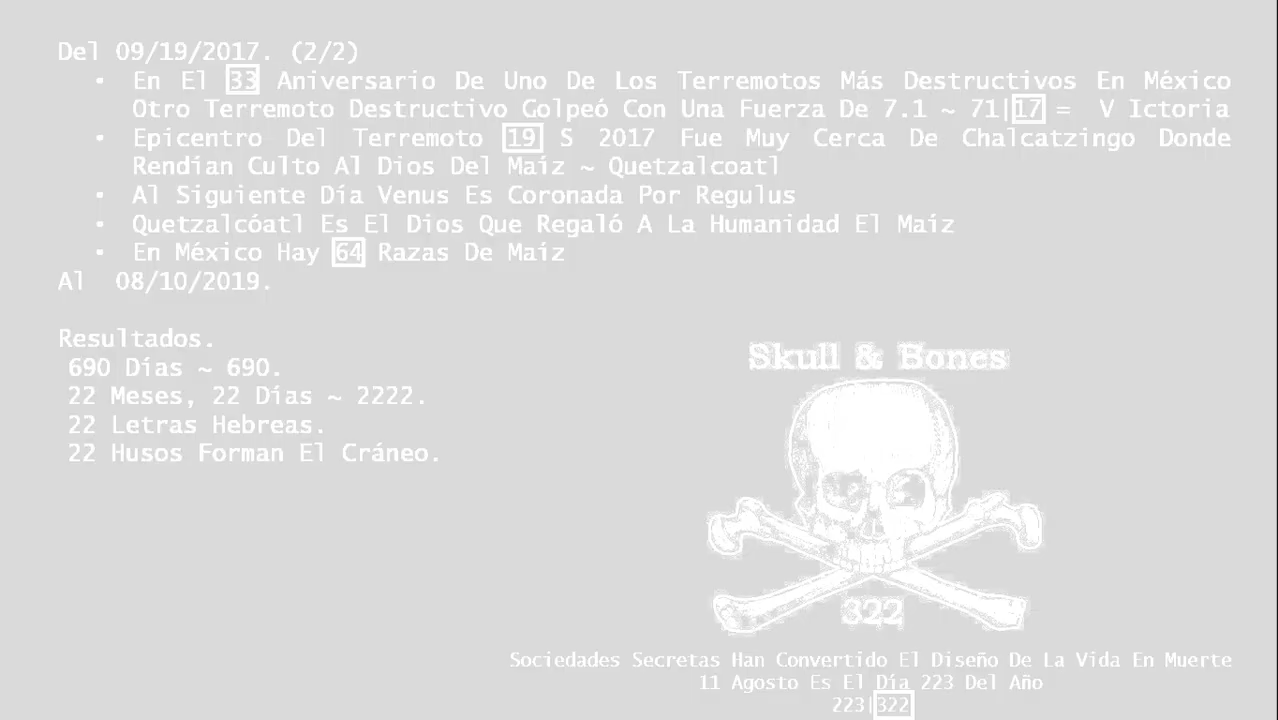 Del 09/19/2017. (2/2)
• En El 33 Aniversario De Uno De Los Terremotos Más Destructivos En México
Otro Terremoto Destructivo Golpeó Con Una Fuerza De 7.1 ~ 71|17 = V Ictoria
• Epicentro Del Terremoto 19 S 2017 Fue Muy Cerca De Chalcatzingo Donde
Rendían Culto Al Dios Del Maíz ~ Quetzalcoatl
• Al Siguiente Día Venus Es Coronada Por Regulus
• Quetzalcóatl Es El Dios Que Regaló A La Humanidad El Maíz
• En México Hay 64 Razas De Maíz
Al 08/10/2019.
Resultados.
690 Días ~ 690.
22 Meses, 22 Días ~ 2222.
22 Letras Hebreas.
22 Husos Forman El Cráneo.
Skull & Bones
322
Sociedades Secretas Han Convertido El Diseño De La Vida En Muerte
11 Agosto Es El Día 223 Del Año
223|322